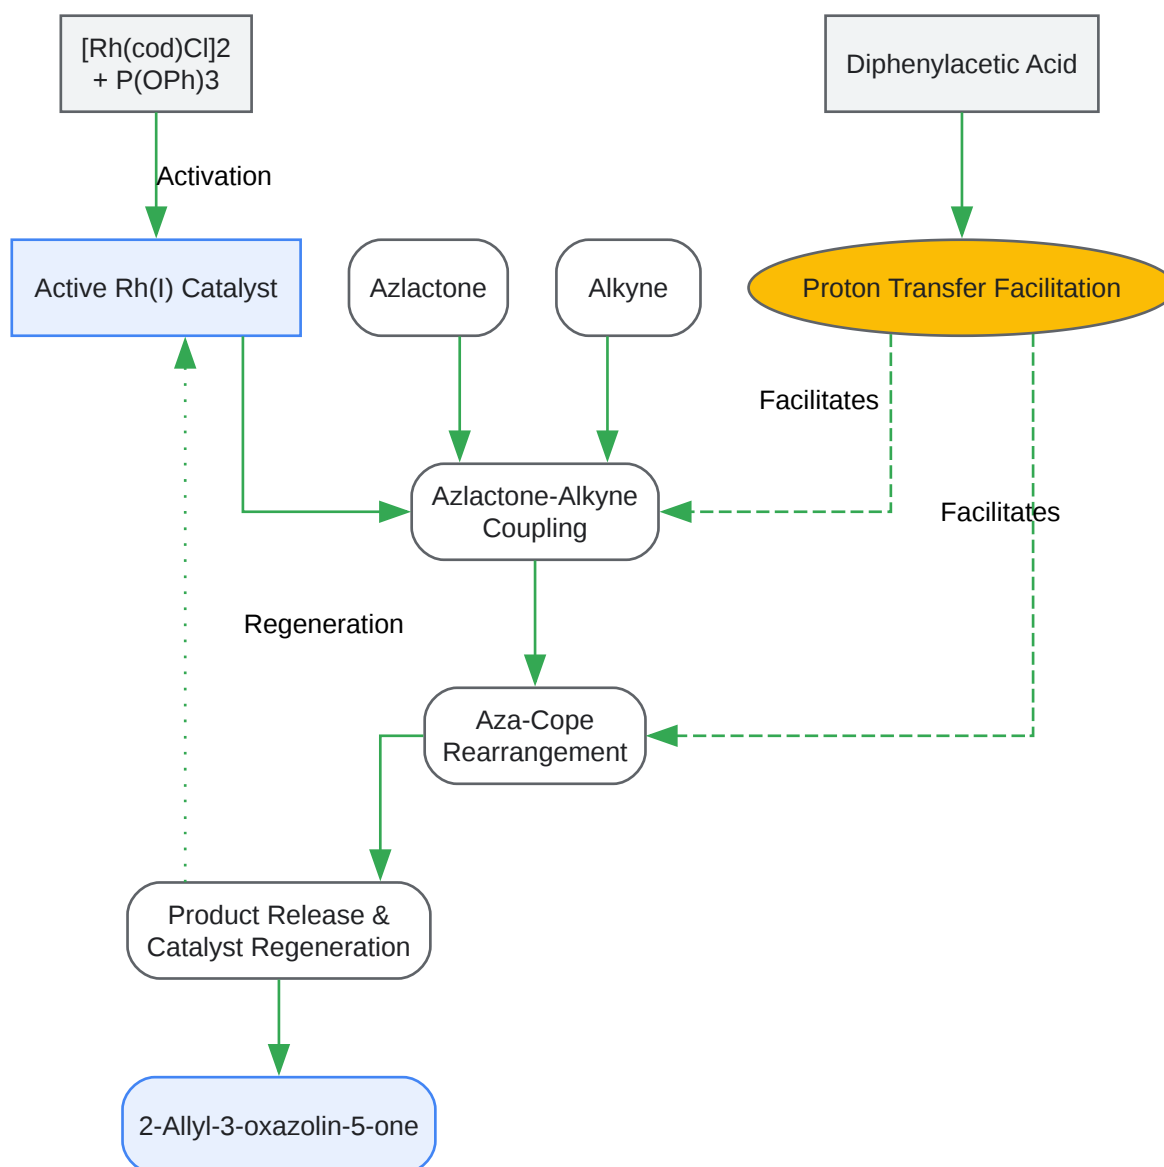 [Rh(cod)Cl]2
+ P(OPh)3
Diphenylacetic Acid
Activation
Active Rh(I) Catalyst
Azlactone
Alkyne
Proton Transfer Facilitation
Facilitates
Azlactone-Alkyne
Coupling
Facilitates
Regeneration
Aza-Cope
Rearrangement
Product Release &
Catalyst Regeneration
2-Allyl-3-oxazolin-5-one